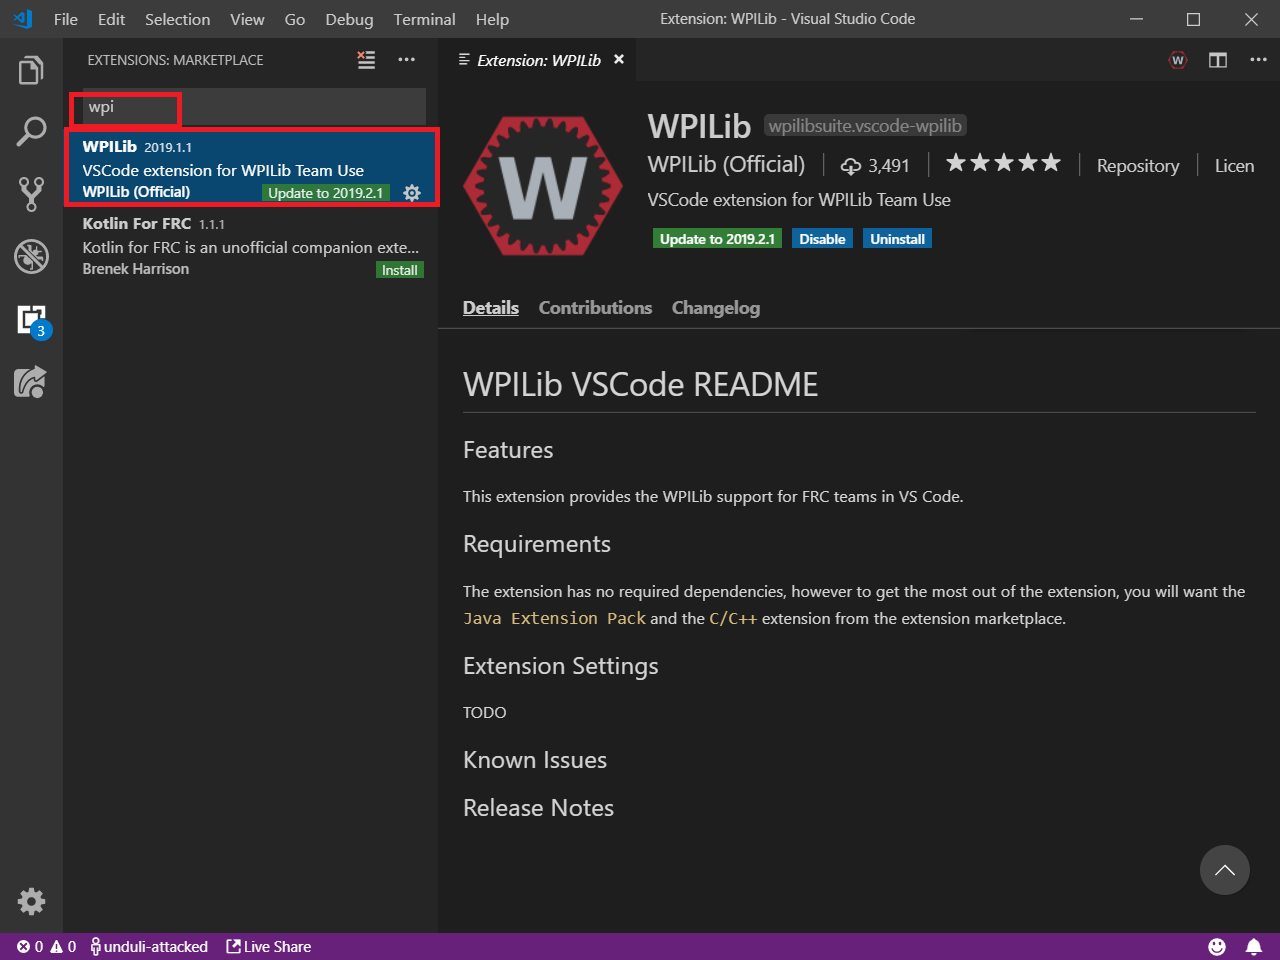 File Edit Selection View Go Debug Terminal Help Extension: WPILib - Visual Studio Code
EXTENSIONS: MARKETPLACE
wpi
WPILib 2019.1.1
VSCode extension for WPILib Team Use
WPILib (Official) Update to 2019.2.1
Kotlin For FRC 1.1.1
Kotlin for FRC is an unofficial companion exte...
Brenek Harrison Install
3
Extension: WPILib
W
W
WPILib wpilibsuite.vscode-wpilib
WPILib (Official) 3,491 Repository Licen
VSCode extension for WPILib Team Use
Update to 2019.2.1 Disable Uninstall
Details Contributions Changelog
WPILib VSCode README
Features
This extension provides the WPILib support for FRC teams in VS Code.
Requirements
The extension has no required dependencies, however to get the most out of the extension, you will want the
Java Extension Pack and the C/C++ extension from the extension marketplace.
Extension Settings
TODO
Known Issues
Release Notes
0 0 unduli-attacked Live Share